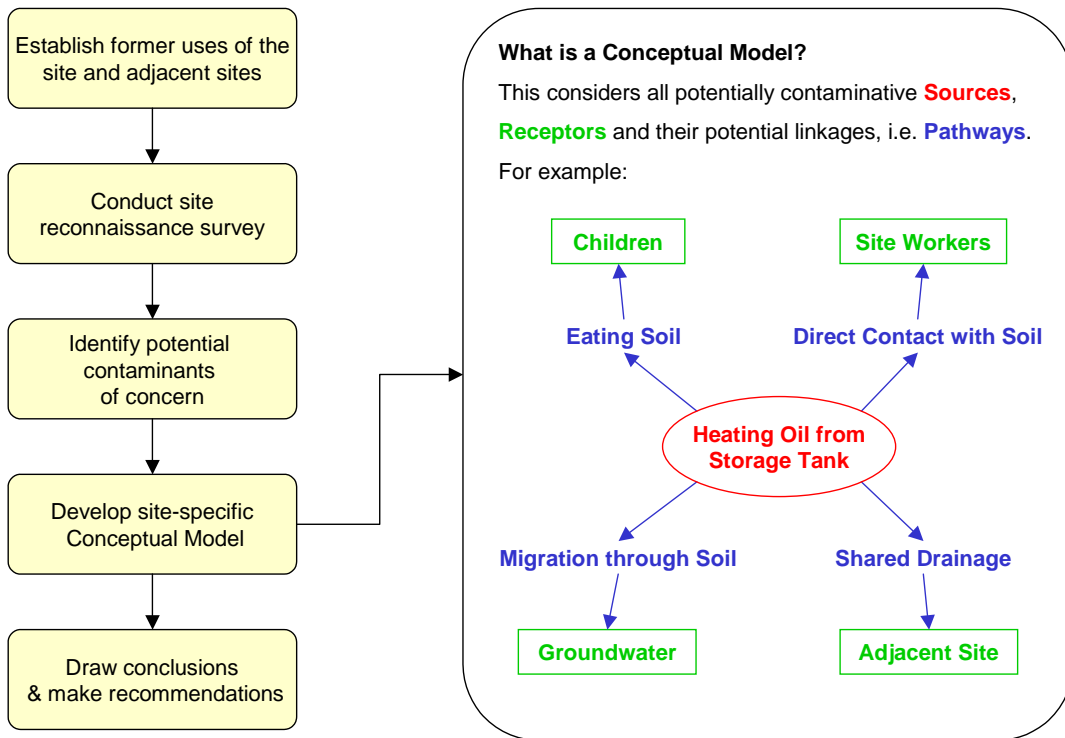 Establish former uses of the
site and adjacent sites
Conduct site
reconnaissance survey
Identify potential
contaminants
of concern
Develop site-specific
Conceptual Model
Draw conclusions
& make recommendations
What is a Conceptual Model?
This considers all potentially contaminative Sources,
Receptors and their potential linkages, i.e. Pathways.
For example:
Children
Site Workers
Eating Soil
Direct Contact with Soil
Heating Oil from
Storage Tank
Migration through Soil
Shared Drainage
Groundwater
Adjacent Site